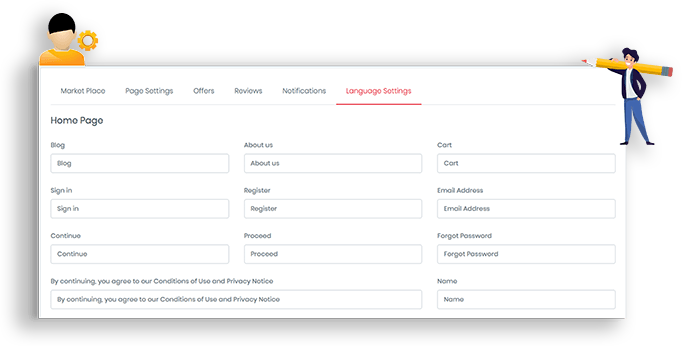 Market Place Page Settings Offers Reviews Notifications Language Settings
Home Page
Blog About us Cart
Blog About us Cart
Sign in Register Email Address
Sign in Register Email Address
Continue Proceed Forgot Password
Continue Proceed Forgot Password
By continuing, you agree to our Conditions of Use and Privacy Notice Name
By continuing, you agree to our Conditions of Use and Privacy Notice Name